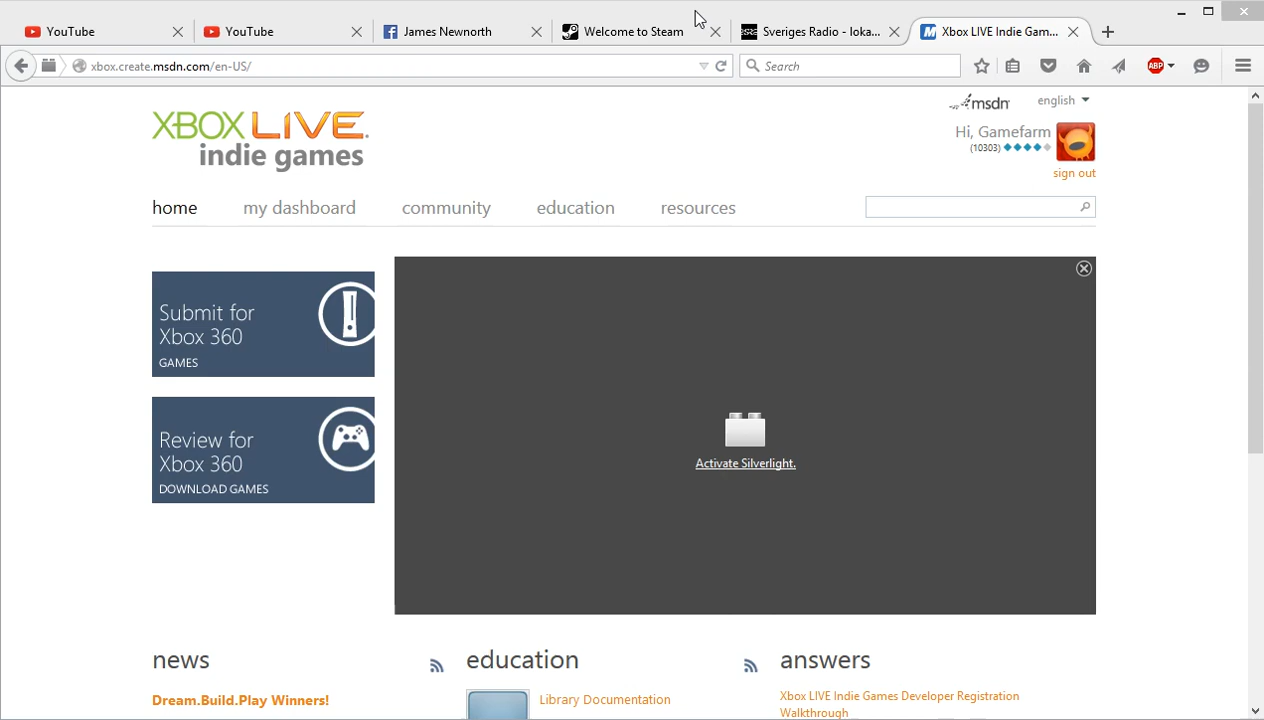 YouTube
YouTube
James Newnorth
Welcome to Steam
Sveriges Radio - loka...
Xbox LIVE Indie Gam...
xbox.create.msdn.com/en-US/
Search
ABP
XBOX LIVE.
indie games
msdn
english
Hi, Gamefarm
(10303)
sign out
home
my dashboard
community
education
resources
Submit for
Xbox 360
GAMES
Review for
Xbox 360
DOWNLOAD GAMES
Activate Silverlight.
news
education
answers
Dream.Build.Play Winners!
Library Documentation
Xbox LIVE Indie Games Developer Registration
Walkthrough